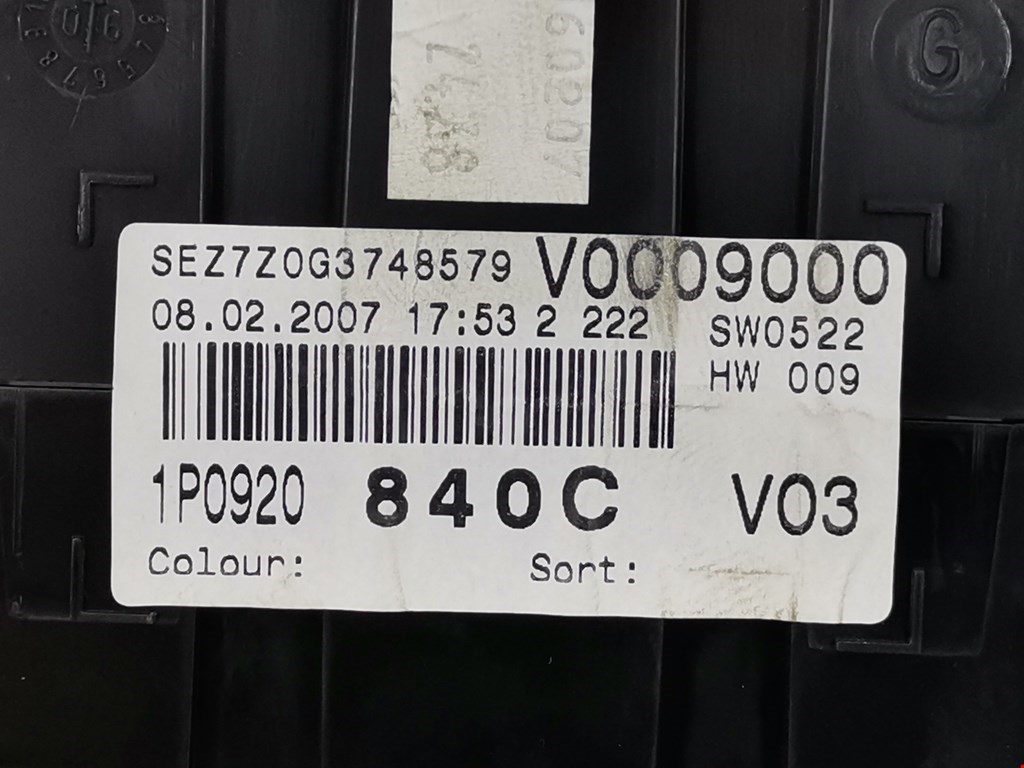 G
SEZ7Z0G3748579 V0009000
08.02.2007 17:53 2 222 SW0522
HW 009
1P0920 840C V03
Colour: Sort: